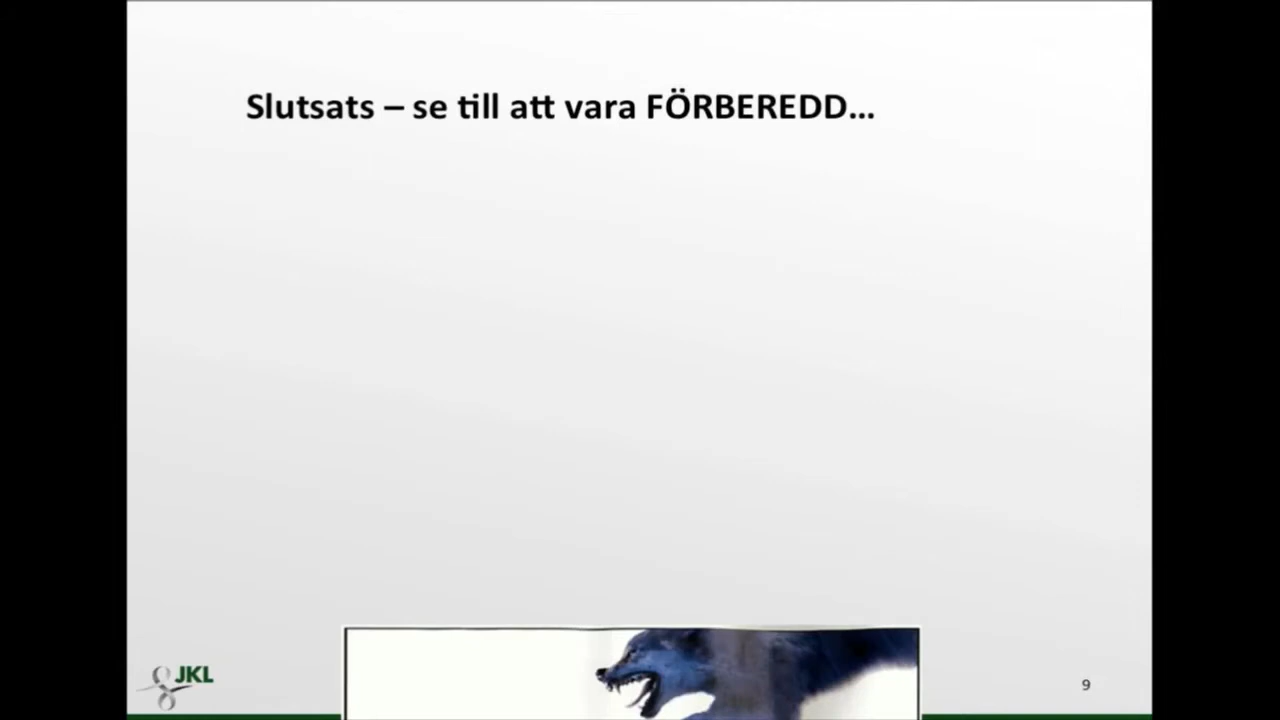 Slutsats – se till att vara FÖRBEREDD...
JKL
9